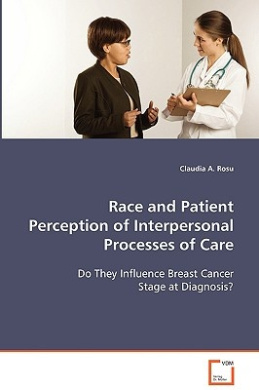 Claudia A. Rosu
Race and Patient
Perception of Interpersonal
Processes of Care
Do They Influence Breast Cancer
Stage at Diagnosis?
VDM
Verlag
Dr. Müller